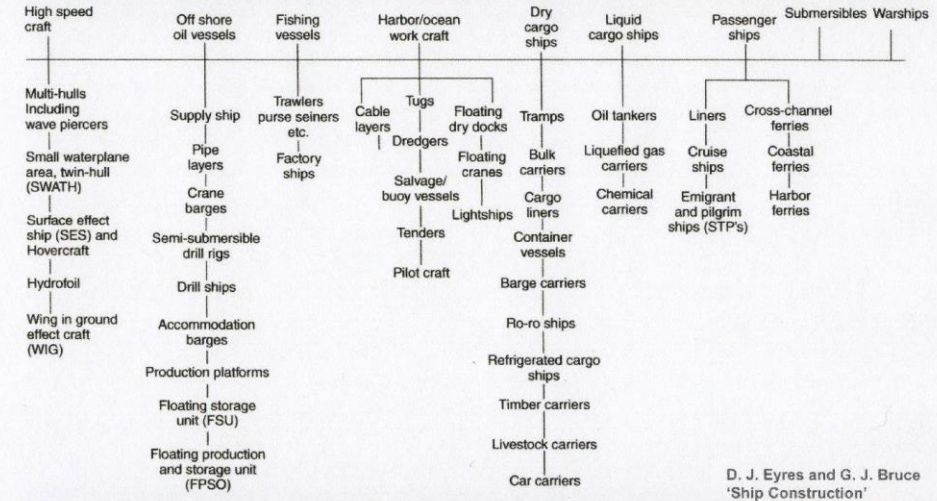 High speed
craft
Off shore
oil vessels
Fishing
vessels
Harbor/ocean
work craft
Dry
cargo
ships
Liquid
cargo ships
Passenger
ships
Submersibles
Warships
Multi-hulls
Including
wave piercers
Small waterplane
area, twin-hull
(SWATH)
Surface effect
ship (SES) and
Hovercraft
Hydrofoil
Wing in ground
effect craft
(WIG)
Supply ship
Pipe
layers
Crane
barges
Semi-submersible
drill rigs
Drill ships
Accommodation
barges
Production platforms
Floating storage
unit (FSU)
Floating production
and storage unit
(FPSO)
Trawlers
purse seiners
etc.
Factory
ships
Cable
layers
Tugs
Dredgers
Salvage/
buoy vessels
Tenders
Pilot craft
Floating
dry docks
Floating
cranes
Lightships
Tramps
Bulk
carriers
Cargo
liners
Container
vessels
Barge carriers
Ro-ro ships
Refrigerated cargo
ships
Timber carriers
Livestock carriers
Car carriers
Oil tankers
Liquefied gas
carriers
Chemical
carriers
Liners
Cruise
ships
Emigrant
and pilgrim
ships (STP's)
Cross-channel
ferries
Coastal
ferries
Harbor
ferries
D. J. Eyres and G. J. Bruce
'Ship Construction'